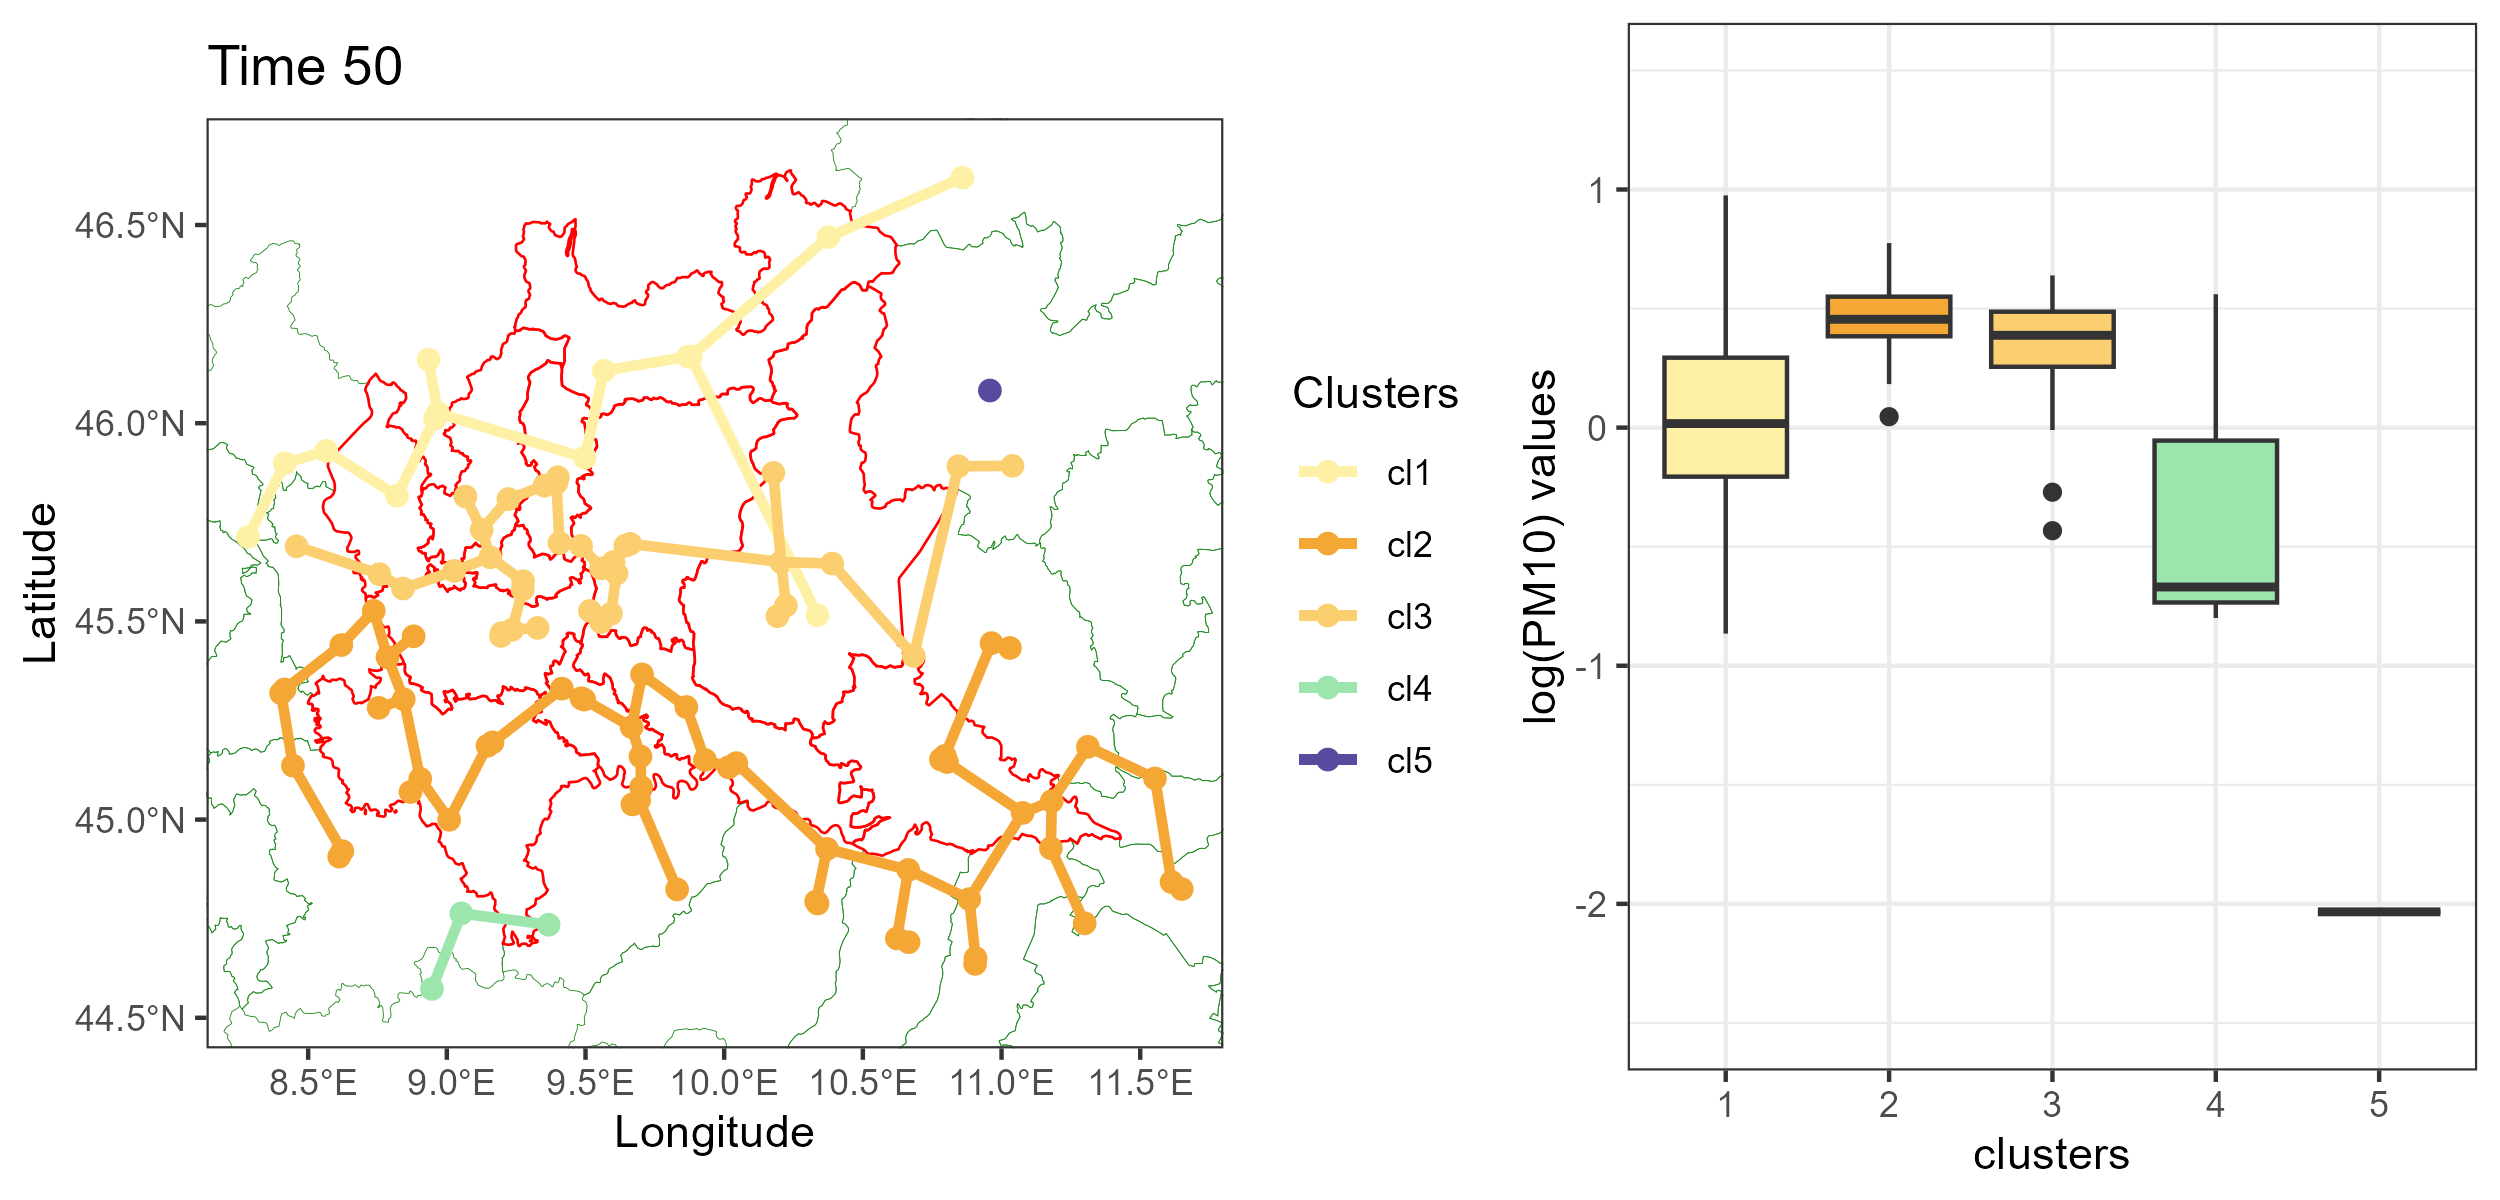 Time 50
46.5°N
46.0°N
45.5°N
45.0°N
44.5°N
Latitude
8.5°E 9.0°E 9.5°E 10.0°E 10.5°E 11.0°E 11.5°E
Longitude
Clusters
cl1
cl2
cl3
cl4
cl5
log(PM10) values
1
0
-1
-2
1 2 3 4 5
clusters